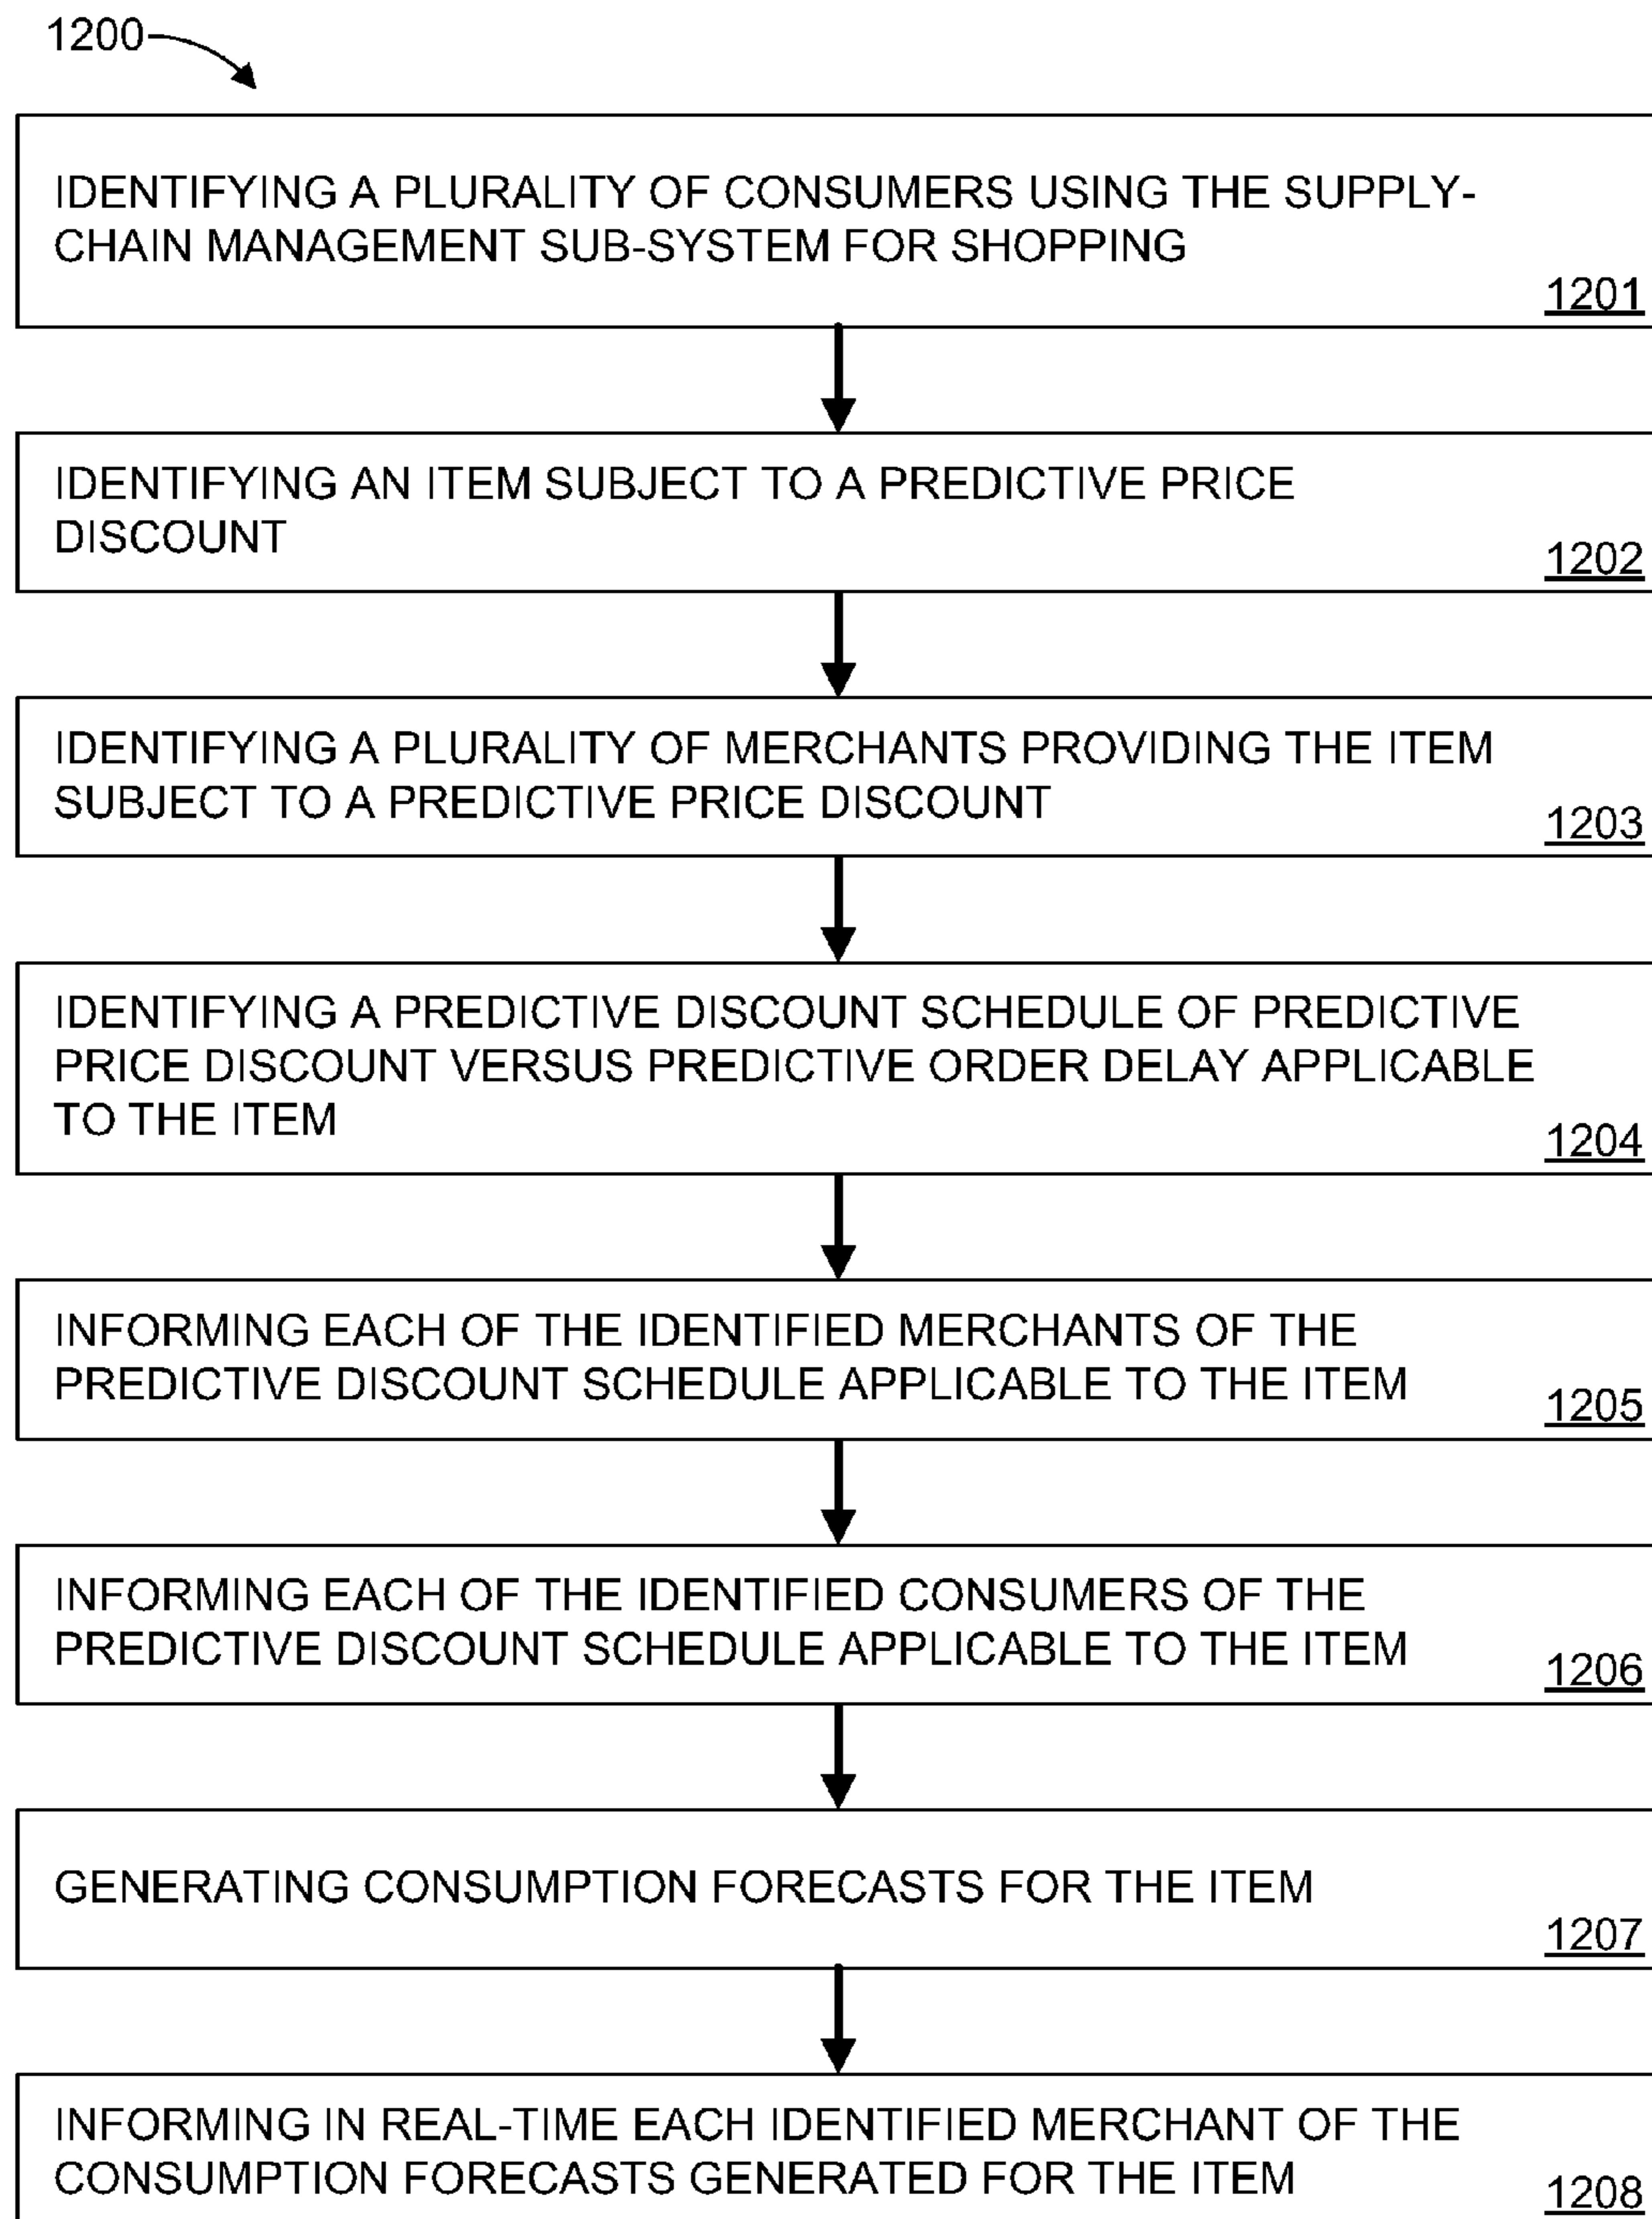 1200
IDENTIFYING A PLURALITY OF CONSUMERS USING THE SUPPLY-
CHAIN MANAGEMENT SUB-SYSTEM FOR SHOPPING
1201
IDENTIFYING AN ITEM SUBJECT TO A PREDICTIVE PRICE
DISCOUNT
1202
IDENTIFYING A PLURALITY OF MERCHANTS PROVIDING THE ITEM
SUBJECT TO A PREDICTIVE PRICE DISCOUNT
1203
IDENTIFYING A PREDICTIVE DISCOUNT SCHEDULE OF PREDICTIVE
PRICE DISCOUNT VERSUS PREDICTIVE ORDER DELAY APPLICABLE
TO THE ITEM
1204
INFORMING EACH OF THE IDENTIFIED MERCHANTS OF THE
PREDICTIVE DISCOUNT SCHEDULE APPLICABLE TO THE ITEM
1205
INFORMING EACH OF THE IDENTIFIED CONSUMERS OF THE
PREDICTIVE DISCOUNT SCHEDULE APPLICABLE TO THE ITEM
1206
GENERATING CONSUMPTION FORECASTS FOR THE ITEM
1207
INFORMING IN REAL-TIME EACH IDENTIFIED MERCHANT OF THE
CONSUMPTION FORECASTS GENERATED FOR THE ITEM
1208